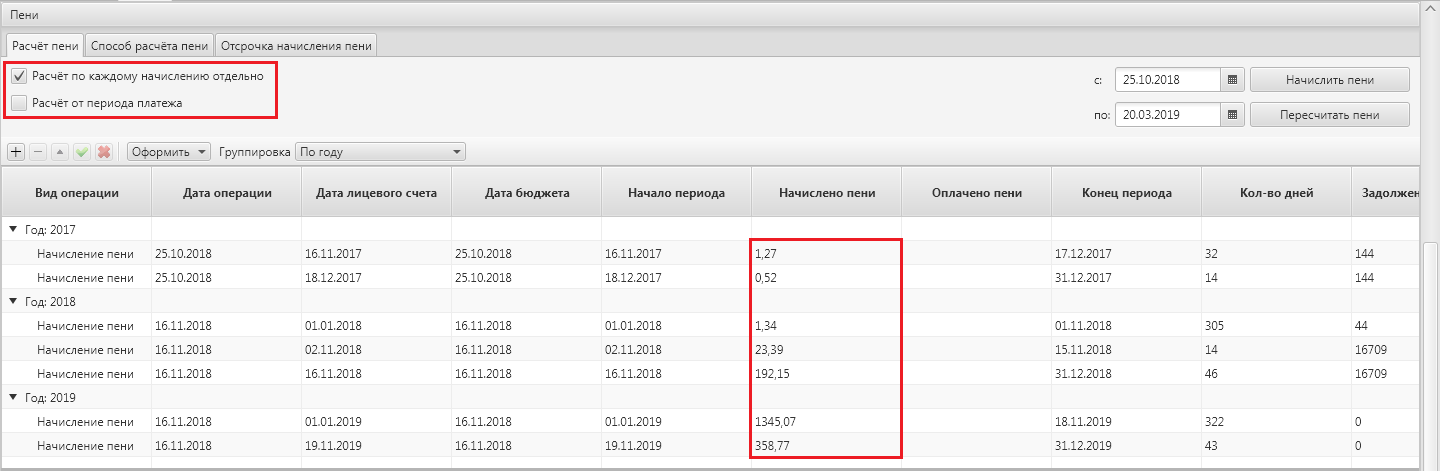 Пени
Расчёт пени Способ расчёта пени Отсрочка начисления пени
Расчёт по каждому начислению отдельно с: 25.10.2018 Начислить пени
Расчёт от периода платежа по: 20.03.2019 Пересчитать пени
Оформить Группировка По году
Вид операции Дата операции Дата лицевого счета Дата бюджета Начало периода Начислено пени Оплачено пени Конец периода Кол-во дней Задолжен
Год: 2017
Начисление пени 25.10.2018 16.11.2017 25.10.2018 16.11.2017 1,27 17.12.2017 32 144
Начисление пени 25.10.2018 18.12.2017 25.10.2018 18.12.2017 0,52 31.12.2017 14 144
Год: 2018
Начисление пени 16.11.2018 01.01.2018 16.11.2018 01.01.2018 1,34 01.11.2018 305 44
Начисление пени 16.11.2018 02.11.2018 16.11.2018 02.11.2018 23,39 15.11.2018 14 16709
Начисление пени 16.11.2018 16.11.2018 16.11.2018 16.11.2018 192,15 31.12.2018 46 16709
Год: 2019
Начисление пени 16.11.2018 01.01.2019 16.11.2018 01.01.2019 1345,07 18.11.2019 322 0
Начисление пени 16.11.2018 19.11.2019 16.11.2018 19.11.2019 358,77 31.12.2019 43 0